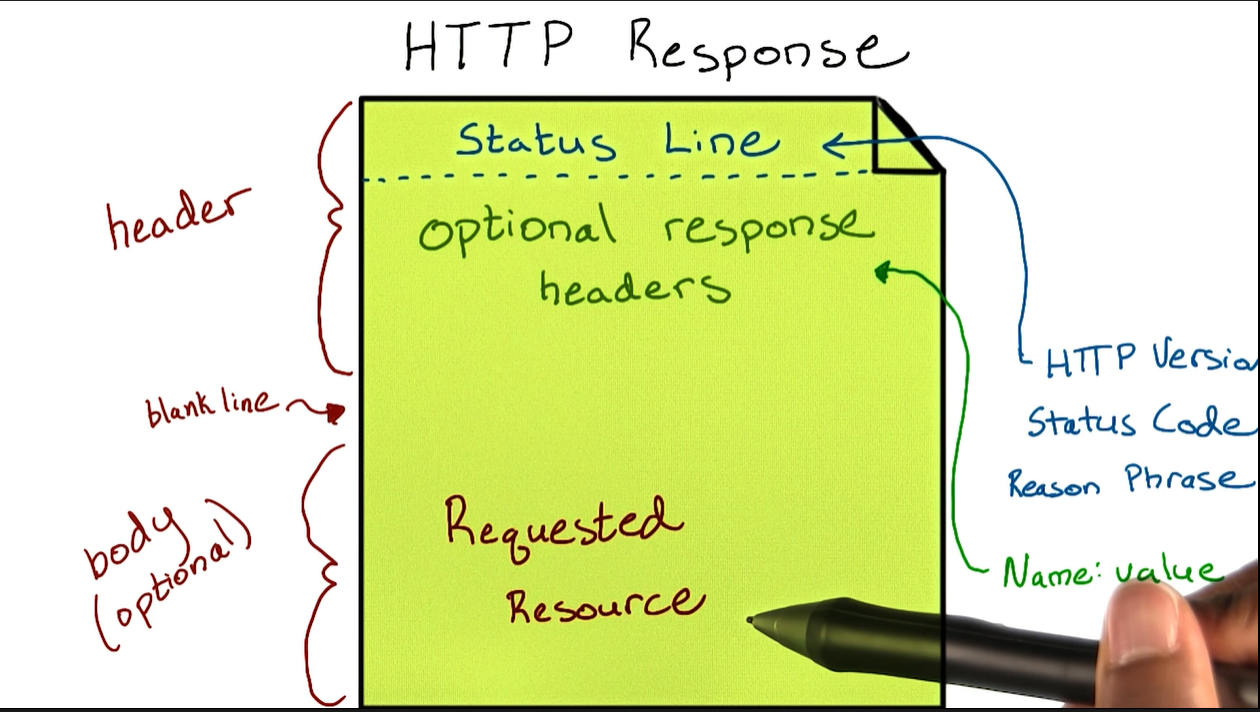 HTTP Response
Status Line
header
optional response
headers
HTTP Versio
blank line
Status Code
Reason Phrase
Requested
body
(optional)
Name: value
Resource